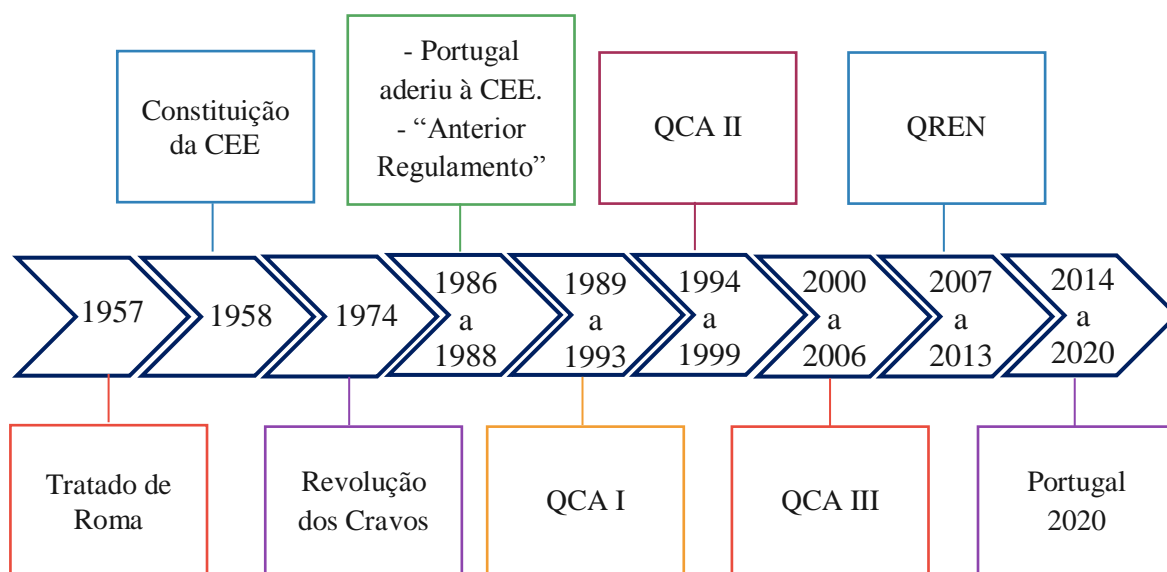 Constituição
da CEE
- Portugal
aderiu à CEE.
- “Anterior
Regulamento”
QCA II
QREN
1957
1958
1974
1986
a
1988
1989
a
1993
1994
a
1999
2000
a
2006
2007
a
2013
2014
a
2020
Tratado de
Roma
Revolução
dos Cravos
QCA I
QCA III
Portugal
2020